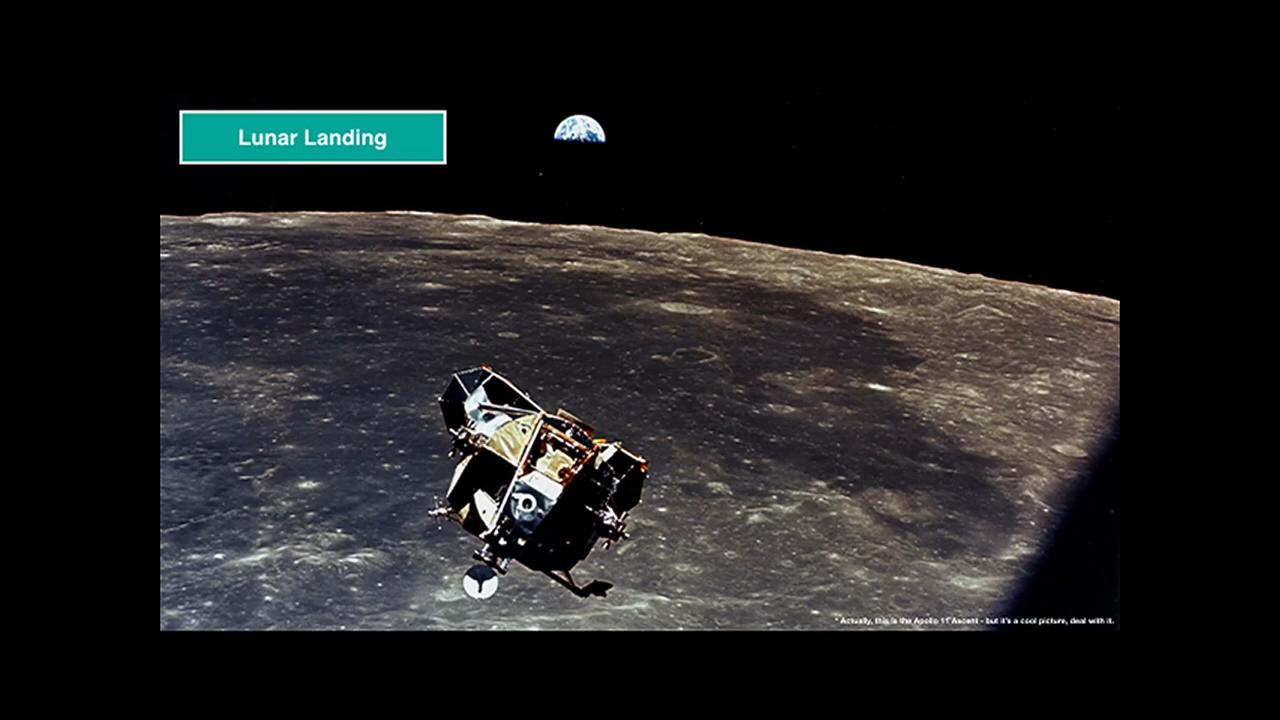 Lunar Landing
* Actually, this is the Apollo 11 Ascent - but it's a cool picture, deal with it.